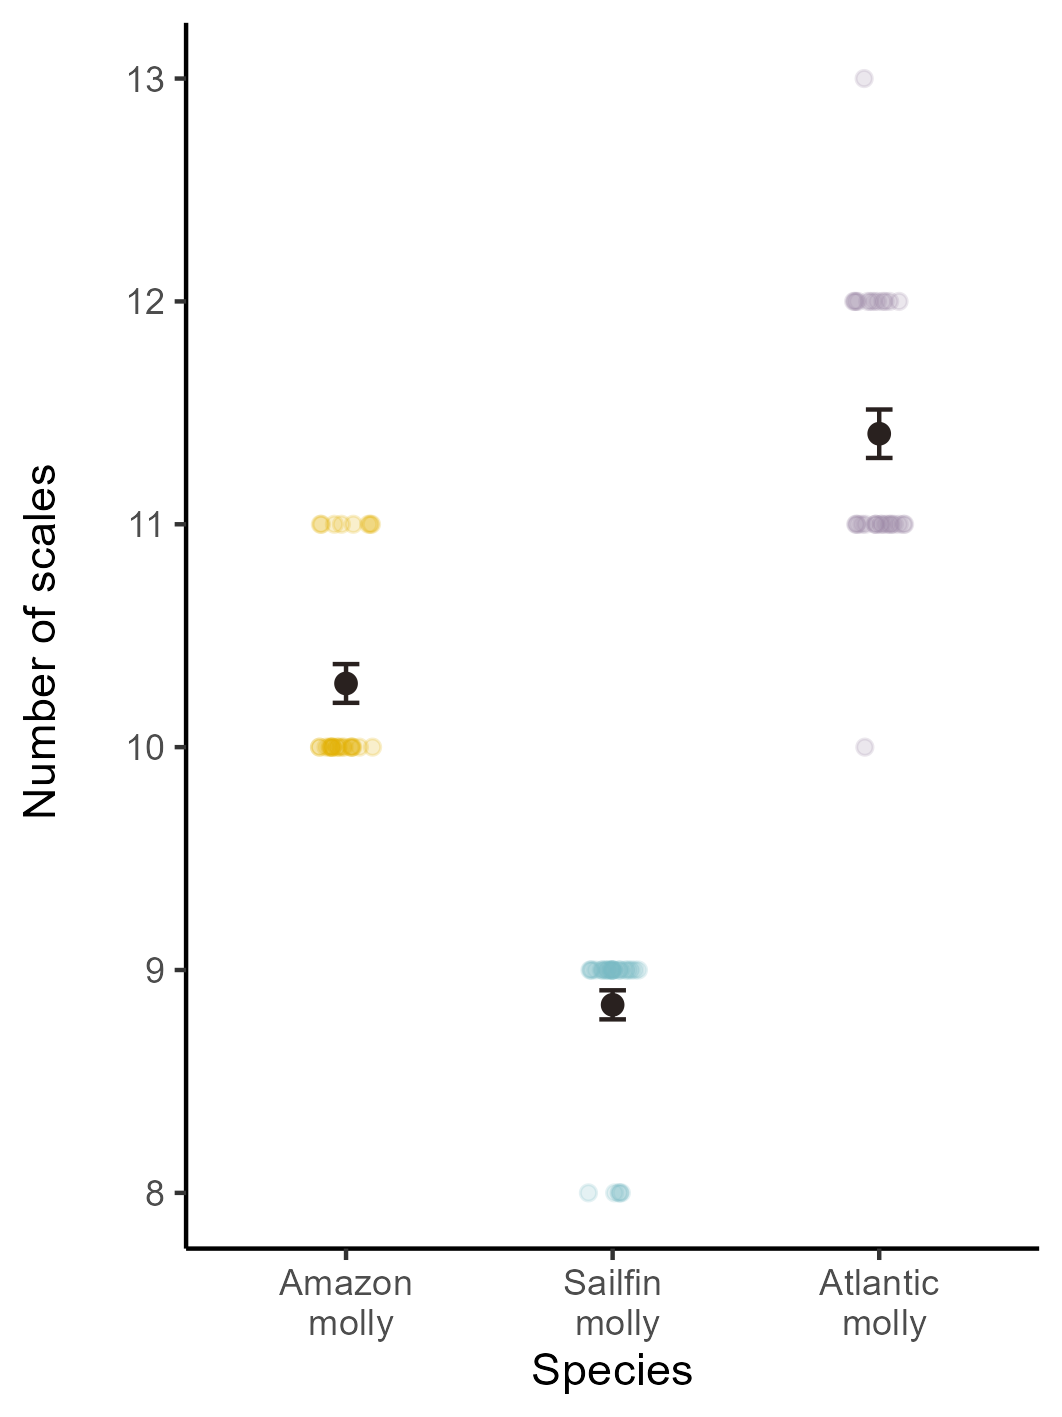 Number of scales
13
12
11
10
9
8
Amazon
molly
Sailfin
molly
Atlantic
molly
Species